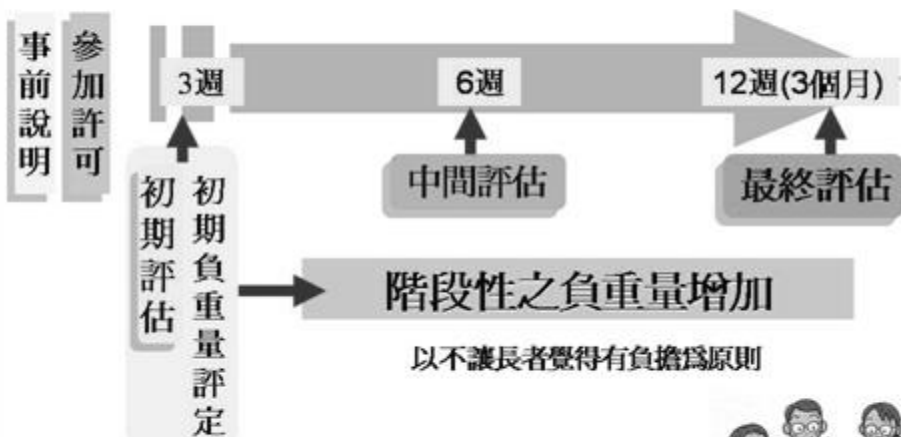 事前說明
參加許可
3週
6週
12週(3個月)
初期評估
初期負重量評定
中間評估
最終評估
階段性之負重量增加
以不讓長者覺得有負擔爲原則